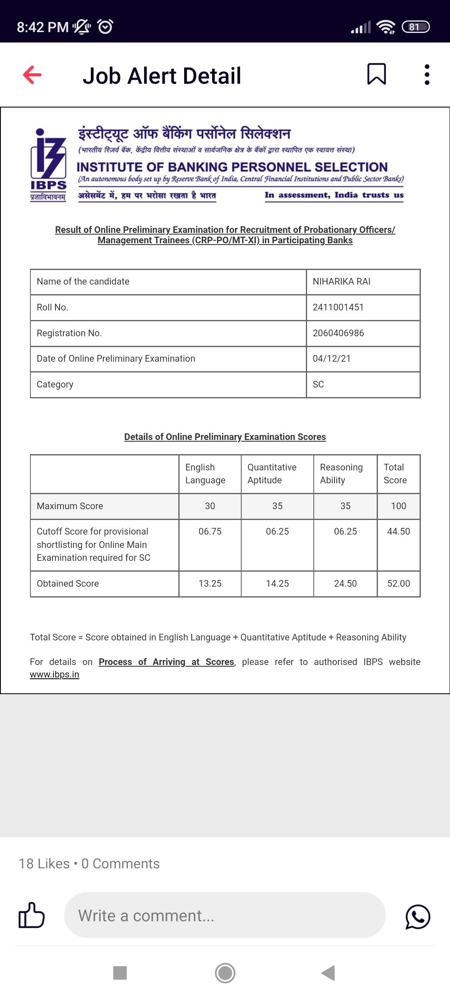 8:42 PM
81
Job Alert Detail
इंस्टीट्यूट ऑफ बैंकिंग पर्सोनेल सिलेक्शन
(भारतीय रिज़र्व बैंक, केंद्रीय वित्तीय संस्थाओं व सार्वजनिक क्षेत्र के बैंकों द्वारा स्थापित एक स्वायत्त संस्था)
INSTITUTE OF BANKING PERSONNEL SELECTION
(An autonomous body set up by Reserve Bank of India, Central Financial Institutions and Public Sector Banks)
IBPS
प्रज्ञाविभावनम्
असेसमेंट में, हम पर भरोसा रखता है भारत In assessment, India trusts us
Result of Online Preliminary Examination for Recruitment of Probationary Officers/
Management Trainees (CRP-PO/MT-XI) in Participating Banks
Name of the candidate NIHARIKA RAI
Roll No. 2411001451
Registration No. 2060406986
Date of Online Preliminary Examination 04/12/21
Category SC
Details of Online Preliminary Examination Scores
English Quantitative Reasoning Total
Language Aptitude Ability Score
Maximum Score 30 35 35 100
Cutoff Score for provisional 06.75 06.25 06.25 44.50
shortlisting for Online Main
Examination required for SC
Obtained Score 13.25 14.25 24.50 52.00
Total Score = Score obtained in English Language + Quantitative Aptitude + Reasoning Ability
For details on Process of Arriving at Scores, please refer to authorised IBPS website
www.ibps.in
18 Likes • 0 Comments
Write a comment...